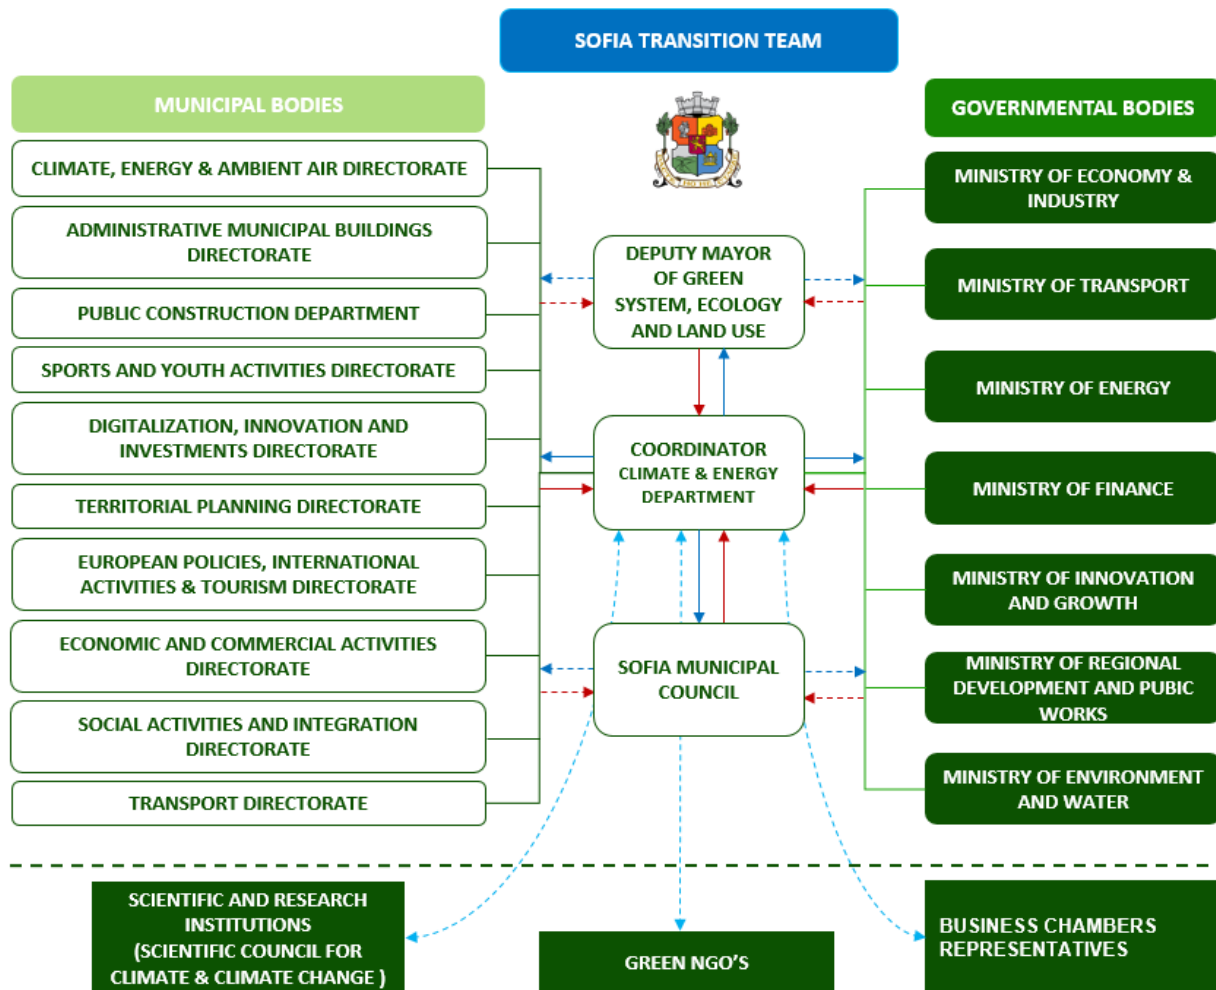 SOFIA TRANSITION TEAM
MUNICIPAL BODIES
CLIMATE, ENERGY & AMBIENT AIR DIRECTORATE
ADMINISTRATIVE MUNICIPAL BUILDINGS
DIRECTORATE
PUBLIC CONSTRUCTION DEPARTMENT
SPORTS AND YOUTH ACTIVITIES DIRECTORATE
DIGITALIZATION, INNOVATION AND
INVESTMENTS DIRECTORATE
TERRITORIAL PLANNING DIRECTORATE
EUROPEAN POLICIES, INTERNATIONAL
ACTIVITIES & TOURISM DIRECTORATE
ECONOMIC AND COMMERCIAL ACTIVITIES
DIRECTORATE
SOCIAL ACTIVITIES AND INTEGRATION
DIRECTORATE
TRANSPORT DIRECTORATE
DEPUTY MAYOR
OF GREEN
SYSTEM, ECOLOGY
AND LAND USE
COORDINATOR
CLIMATE & ENERGY
DEPARTMENT
SOFIA MUNICIPAL
COUNCIL
GOVERNMENTAL BODIES
MINISTRY OF ECONOMY &
INDUSTRY
MINISTRY OF TRANSPORT
MINISTRY OF ENERGY
MINISTRY OF FINANCE
MINISTRY OF INNOVATION
AND GROWTH
MINISTRY OF REGIONAL
DEVELOPMENT AND PUBIC
WORKS
MINISTRY OF ENVIRONMENT
AND WATER
SCIENTIFIC AND RESEARCH
INSTITUTIONS
(SCIENTIFIC COUNCIL FOR
CLIMATE & CLIMATE CHANGE )
GREEN NGO'S
BUSINESS CHAMBERS
REPRESENTATIVES